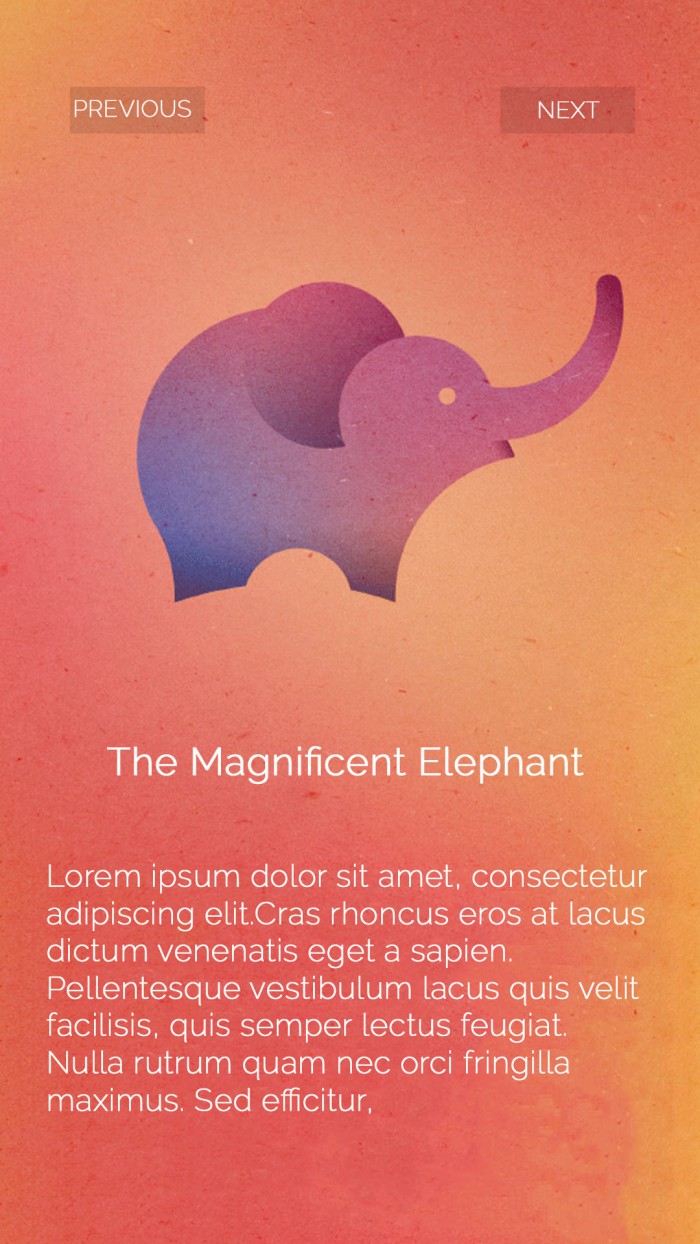 PREVIOUS
NEXT
The Magnificent Elephant
Lorem ipsum dolor sit amet, consectetur
adipiscing elit.Cras rhoncus eros at lacus
dictum venenatis eget a sapien.
Pellentesque vestibulum lacus quis velit
facilisis, quis semper lectus feugiat.
Nulla rutrum quam nec orci fringilla
maximus. Sed efficitur,